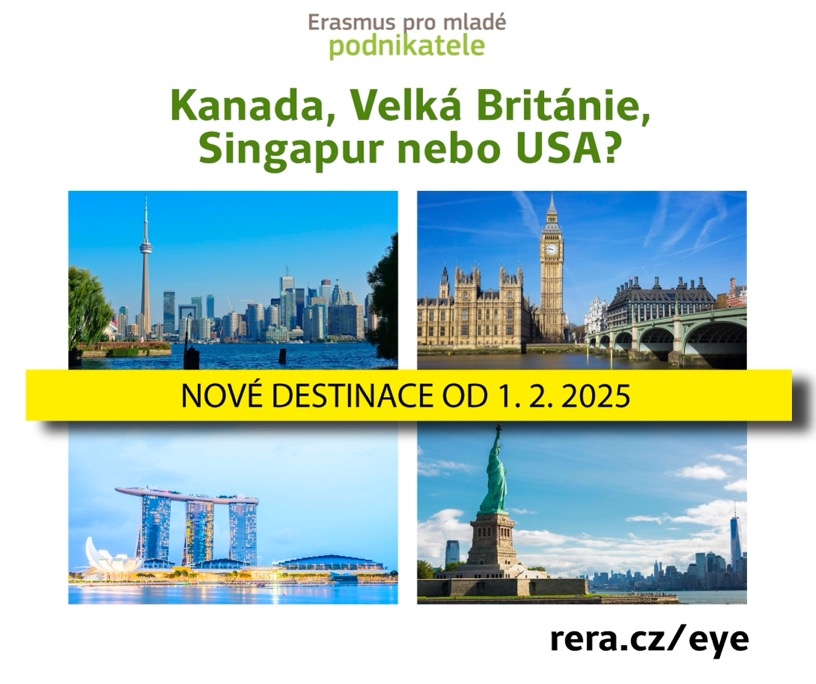 Erasmus pro mladé
podnikatele
Kanada, Velká Británie,
Singapur nebo USA?
NOVÉ DESTINACE OD 1. 2. 2025
rera.cz/eye